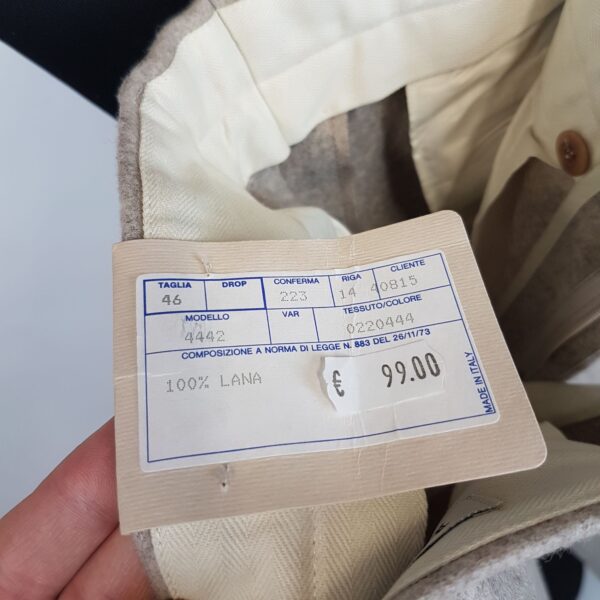 TAGLIA DROP CONFERMA RIGA CLIENTE
46 223 14 40815
MODELLO VAR TESSUTO/COLORE
4442 0220444
COMPOSIZIONE A NORMA DI LEGGE N. 883 DEL 26/11/73
100% LANA
€ 99.00
MADE IN ITALY